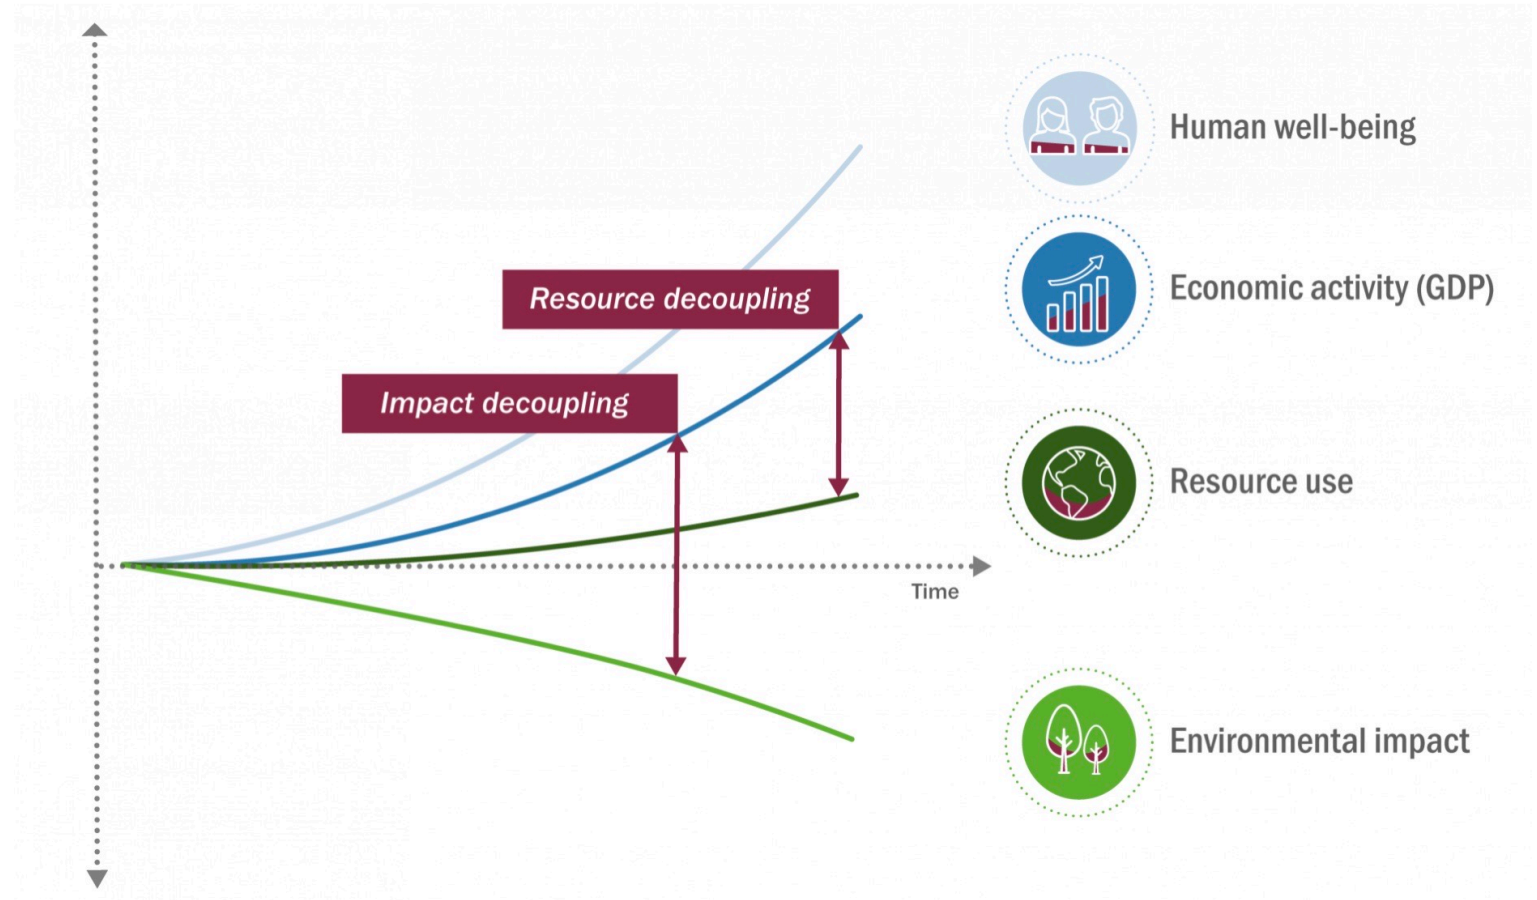 Human well-being
Economic activity (GDP)
Resource decoupling
Impact decoupling
Resource use
Time
Environmental impact